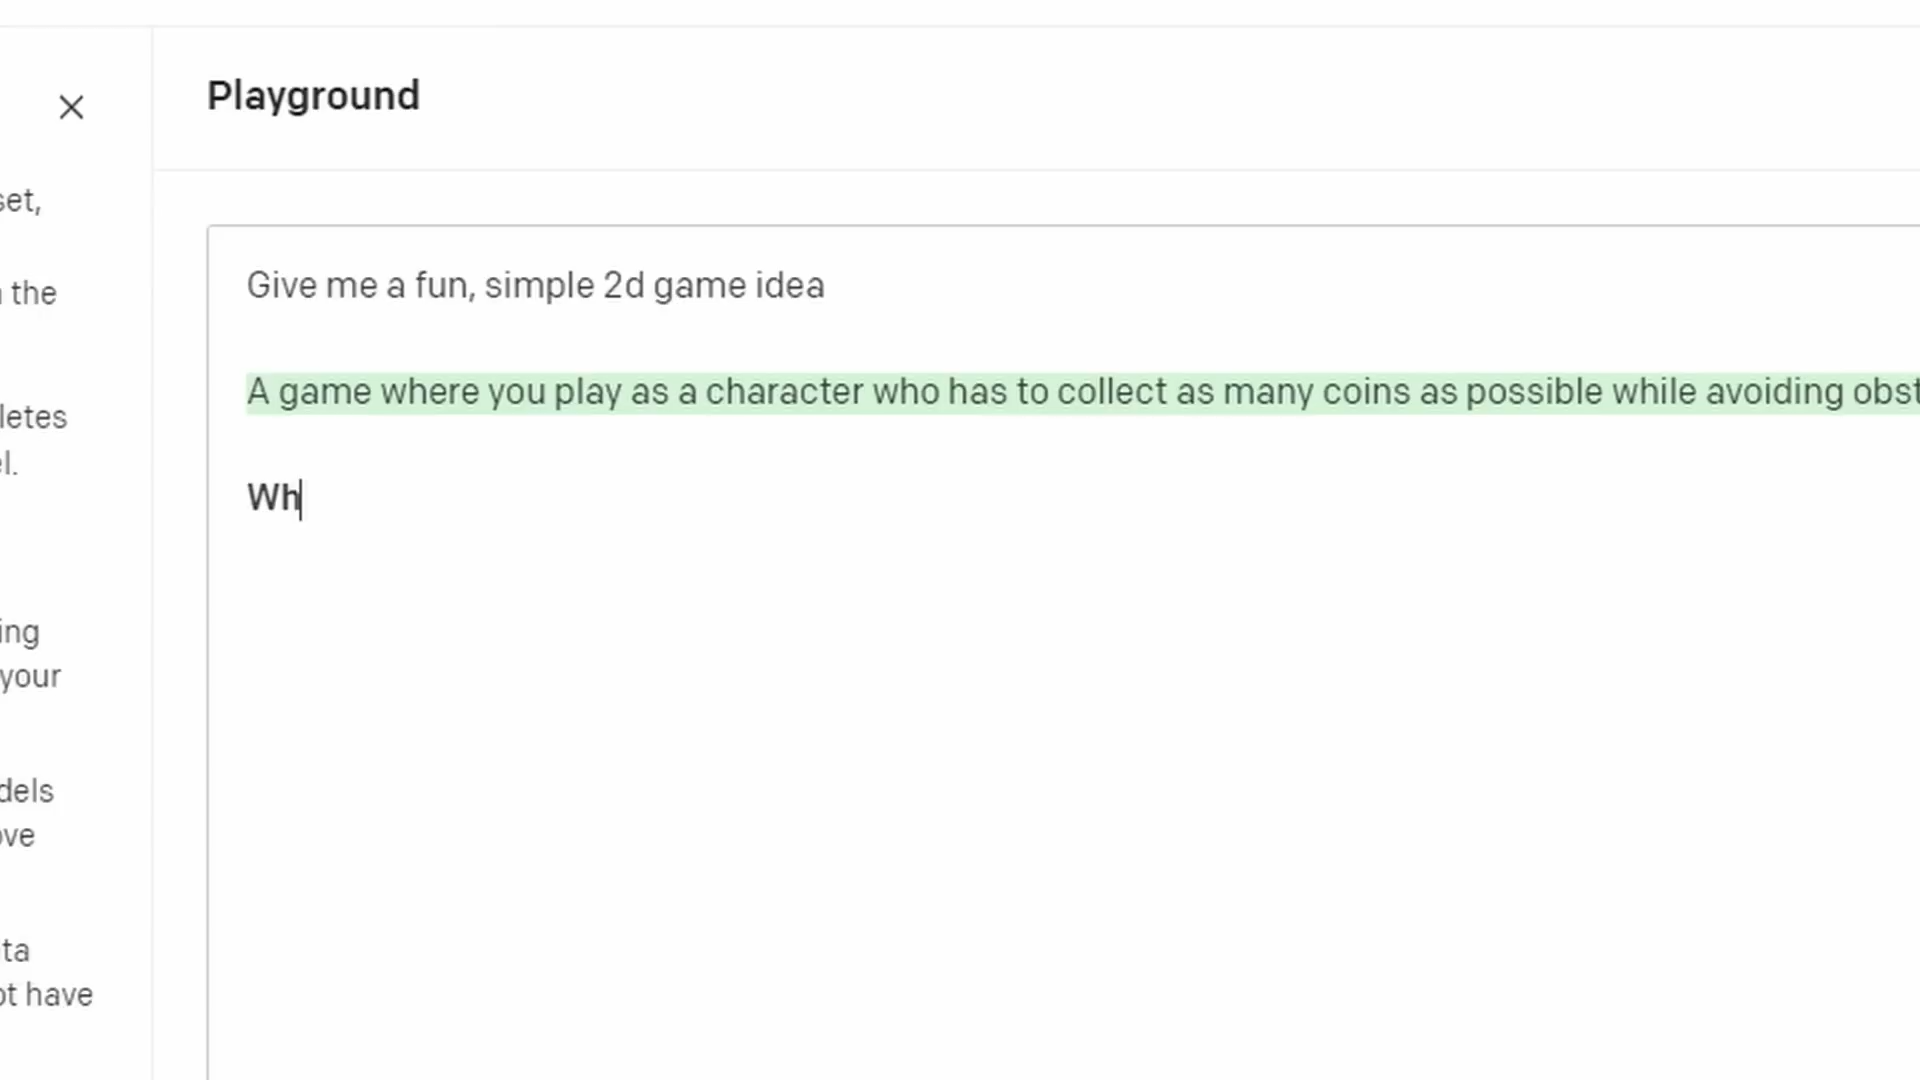 Playground
set,
the
letes
el.
ing
your
dels
ove
ta
ot have
Give me a fun, simple 2d game idea
A game where you play as a character who has to collect as many coins as possible while avoiding obst
Wh